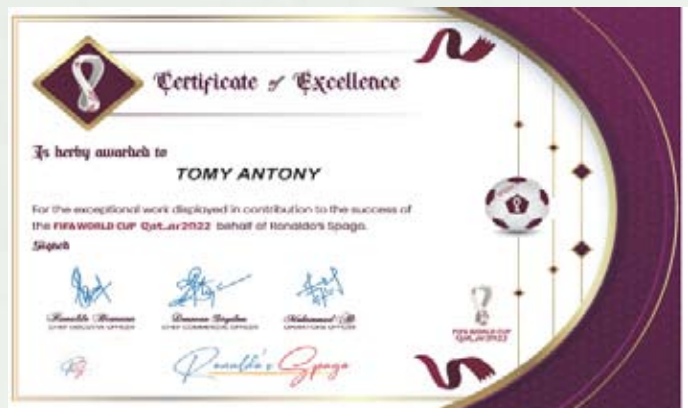 Certificate of Excellence
Is herby awarded to
TOMY ANTONY
For the exceptional work displayed in contribution to the success of
the FIFA WORLD CUP Qat..ar2022 behalf of Ronaldo's Spago.
Signed
CHIEF EXECUTIVE OFFICER CHIEF COMMERCIAL OFFICER OPERATIONS OFFICER
FIFA WORLD CUP
Qat..ar2022
Ronaldo's Spago